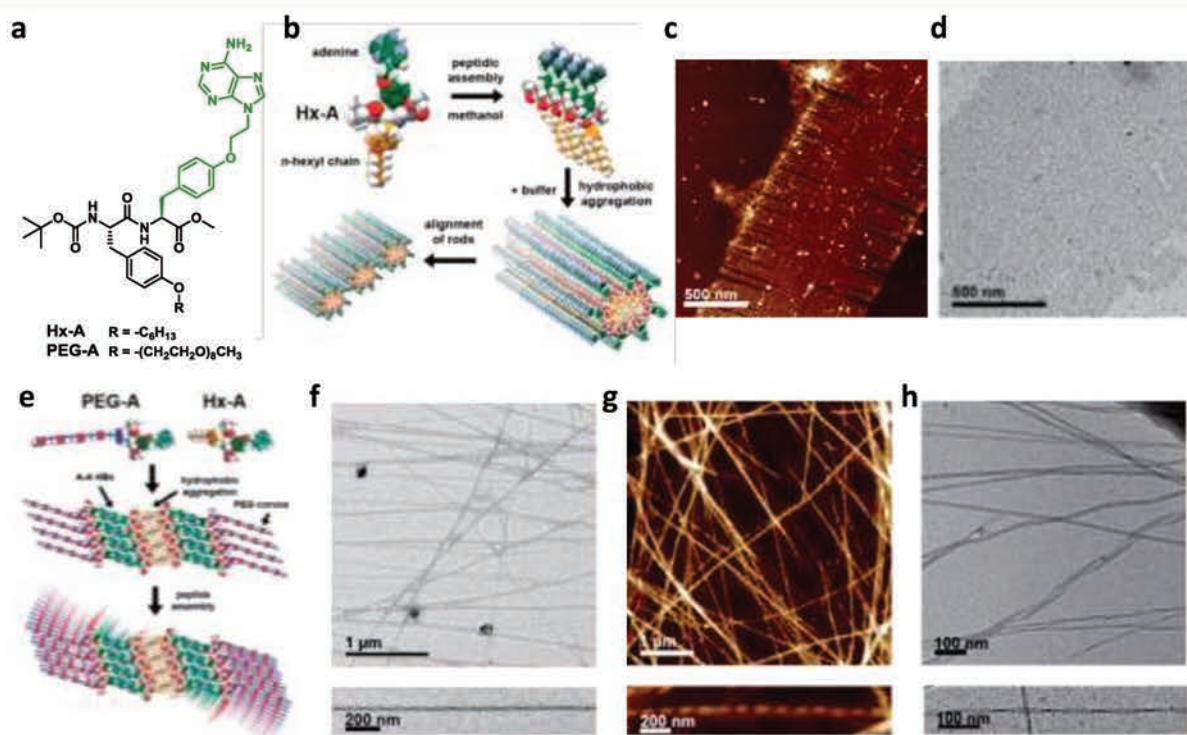 a
NH₂
N
N
N
N
O
O
O
N
H
O
H
N
O
O
O
R
Hx-A R = -C₆H₁₃
PEG-A R = -(CH₂CH₂O)₈CH₃
b
adenine
Hx-A
n-hexyl chain
peptidic
assembly
methanol
+ buffer
hydrophobic
aggregation
alignment
of rods
c
500 nm
d
500 nm
e
PEG-A Hx-A
A-A HBs
hydrophobic
aggregation
PEG-corona
peptide
assembly
f
1 µm
200 nm
g
1 µm
200 nm
h
100 nm
100 nm